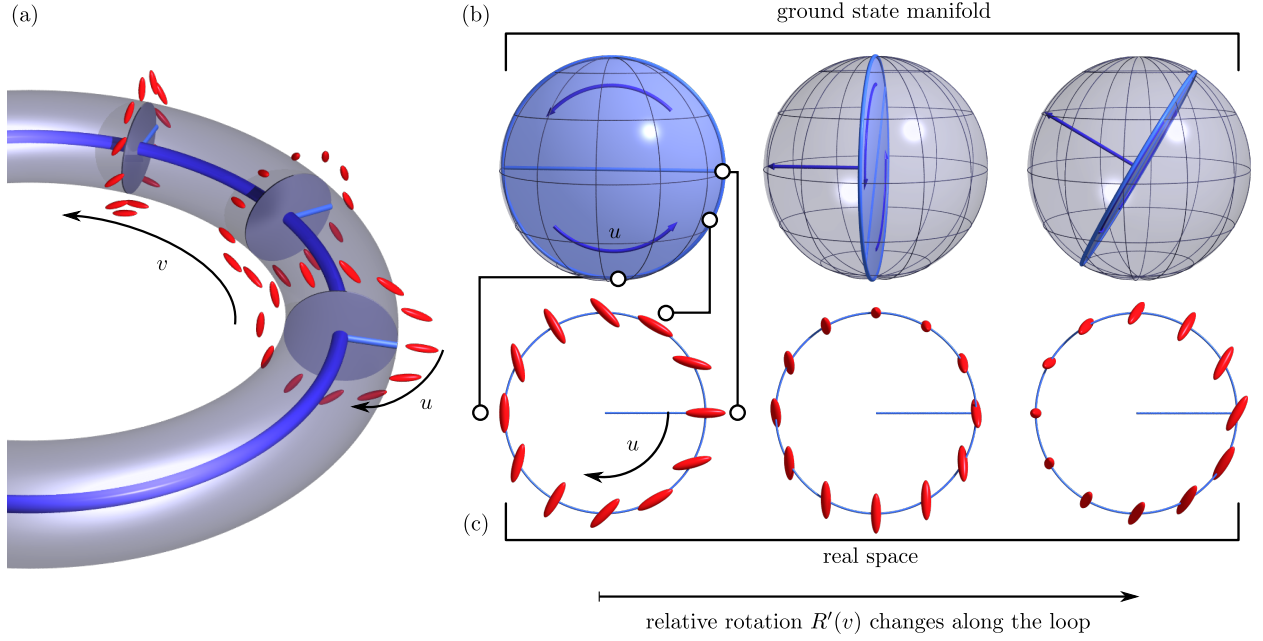 (a)
(b)
ground state manifold
v
u
u
u
(c)
real space
relative rotation R′(v) changes along the loop